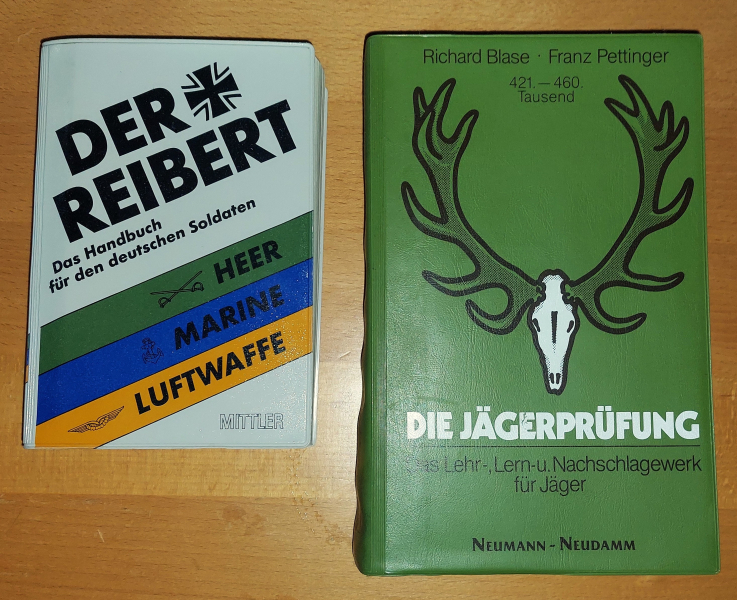 DER
REIBERT
Das Handbuch
für den deutschen Soldaten
HEER
MARINE
LUFTWAFFE
MITTLER
Richard Blase · Franz Pettinger
421.–460.
Tausend
DIE JÄGERPRÜFUNG
Das Lehr-, Lern-u. Nachschlagewerk
für Jäger
NEUMANN-NEUDAMM